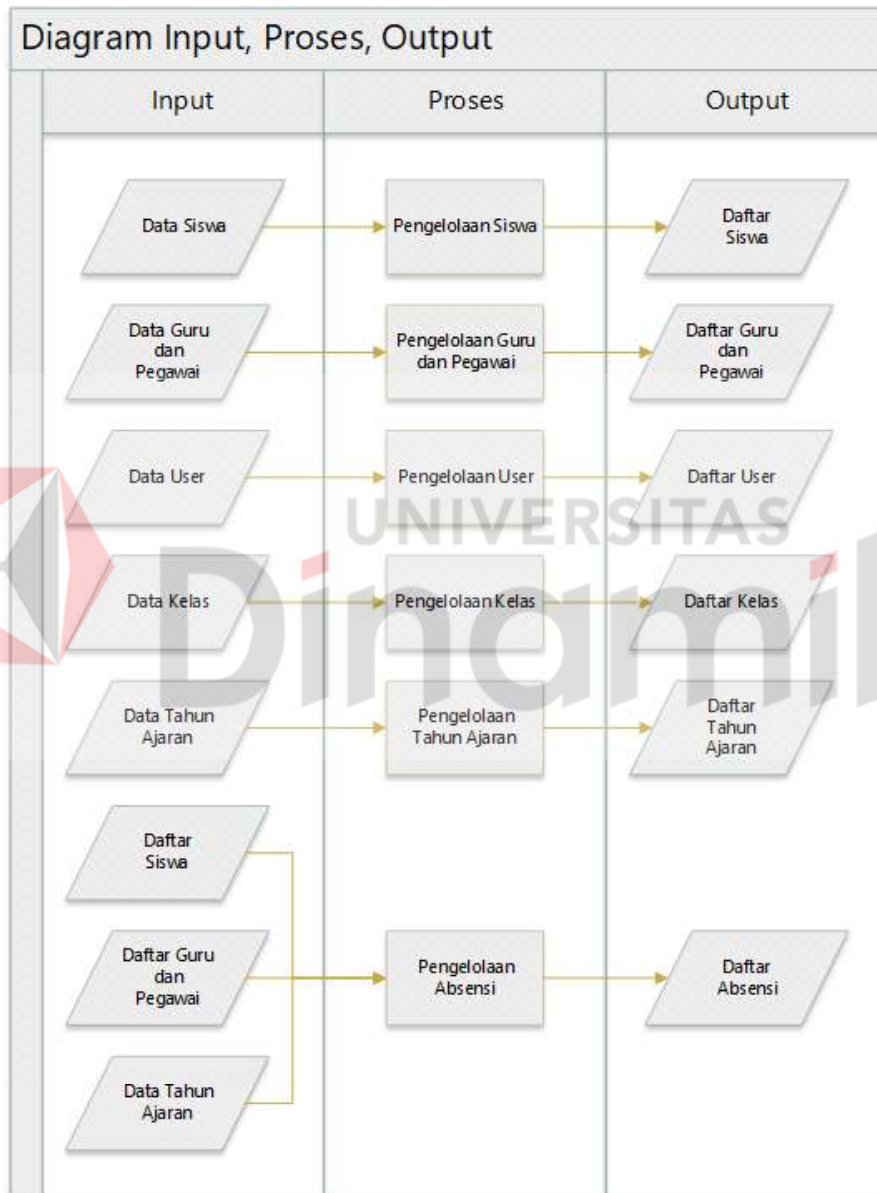 Diagram Input, Proses, Output
Input
Proses
Output
Data Siswa
Pengelolaan Siswa
Daftar
Siswa
Data Guru
dan
Pegawai
Pengelolaan Guru
dan Pegawai
Daftar Guru
dan
Pegawai
Data User
Pengelolaan User
Daftar User
UNIVERSITAS
Dinamik
Data Kelas
Pengelolaan Kelas
Daftar Kelas
Data Tahun
Ajaran
Pengelolaan
Tahun Ajaran
Daftar
Tahun
Ajaran
Daftar
Siswa
Daftar Guru
dan
Pegawai
Pengelolaan
Absensi
Daftar
Absensi
Data Tahun
Ajaran